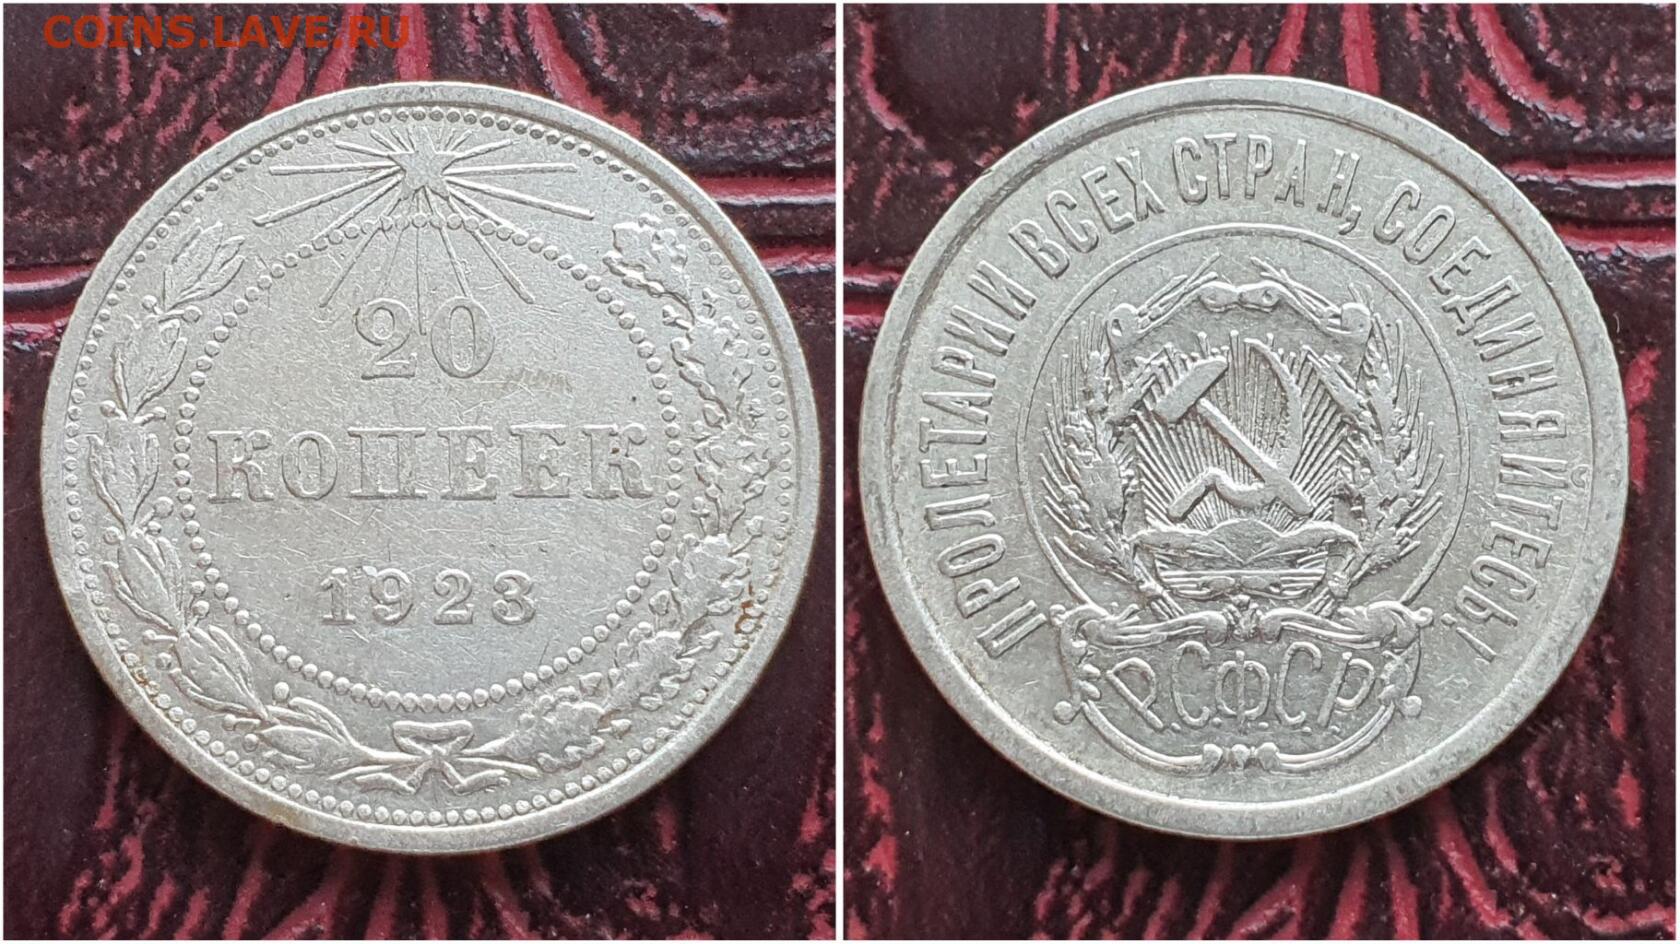 COINS.LAVE.RU
20
КОПЕЕК
1923
ПРОЛЕТАРИИ ВСЕХ СТРАН, СОЕДИНЯЙТЕСЬ!
Р.С.Ф.С.Р.